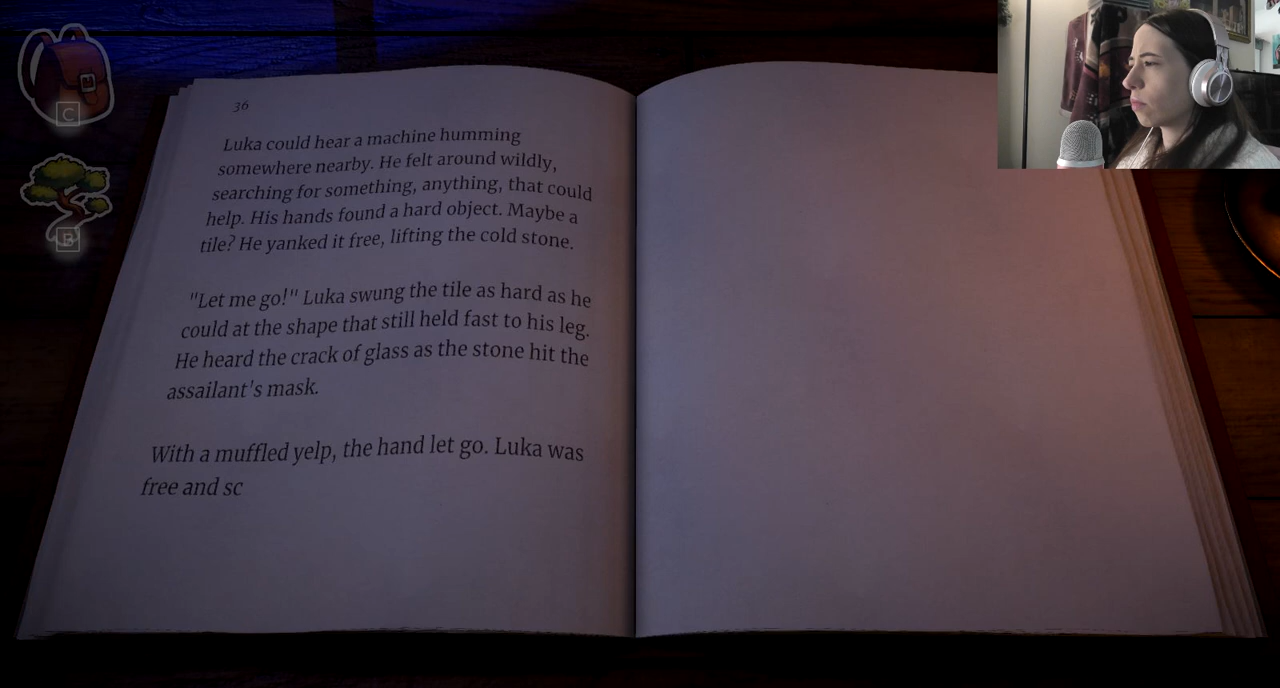 C
B
36
Luka could hear a machine humming
somewhere nearby. He felt around wildly,
searching for something, anything, that could
help. His hands found a hard object. Maybe a
tile? He yanked it free, lifting the cold stone.
"Let me go!" Luka swung the tile as hard as he
could at the shape that still held fast to his leg.
He heard the crack of glass as the stone hit the
assailant's mask.
With a muffled yelp, the hand let go. Luka was
free and sc